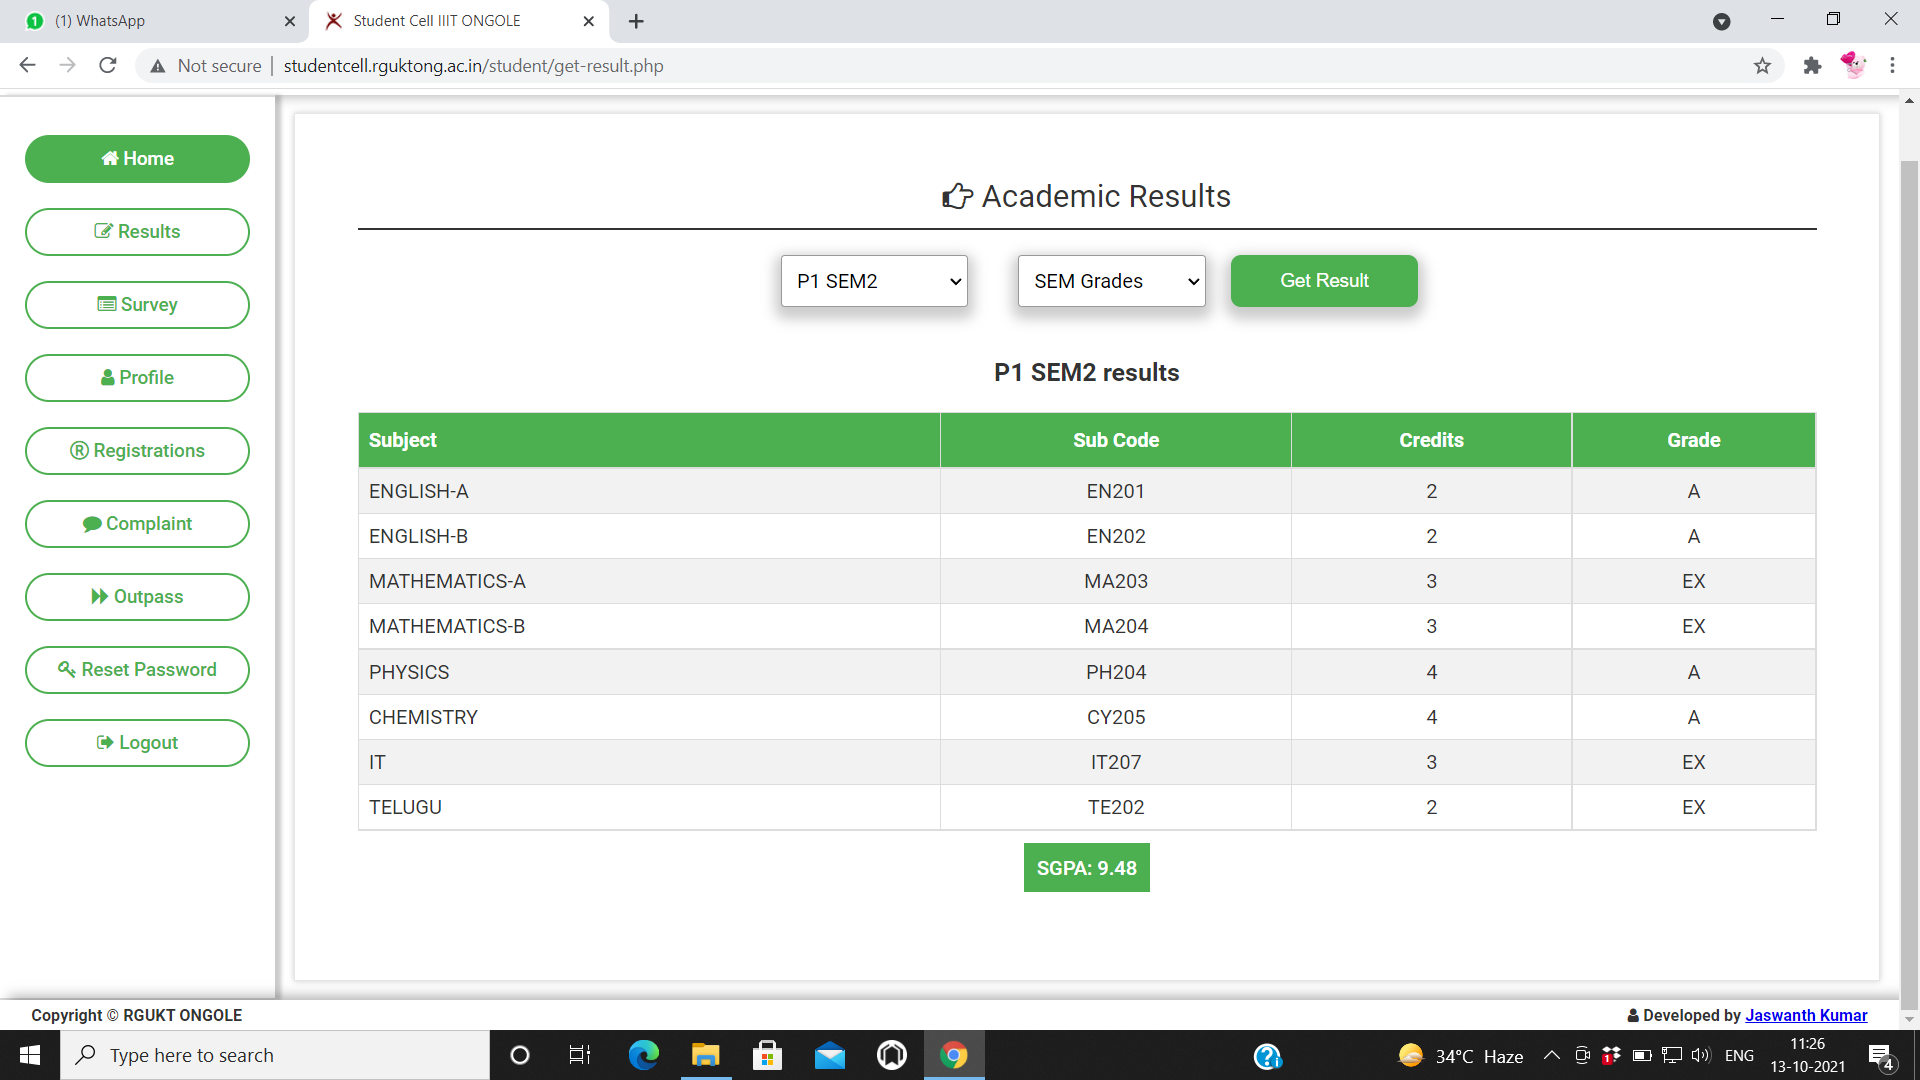 (1) WhatsApp
Student Cell IIIT ONGOLE
Not secure | studentcell.rguktong.ac.in/student/get-result.php
Home
Results
Survey
Profile
Registrations
Complaint
Outpass
Reset Password
Logout
Academic Results
P1 SEM2 SEM Grades Get Result
P1 SEM2 results
Subject Sub Code Credits Grade
ENGLISH-A EN201 2 A
ENGLISH-B EN202 2 A
MATHEMATICS-A MA203 3 EX
MATHEMATICS-B MA204 3 EX
PHYSICS PH204 4 A
CHEMISTRY CY205 4 A
IT IT207 3 EX
TELUGU TE202 2 EX
SGPA: 9.48
Copyright © RGUKT ONGOLE
Developed by Jaswanth Kumar
Type here to search
34°C Haze
ENG
11:26
13-10-2021
4